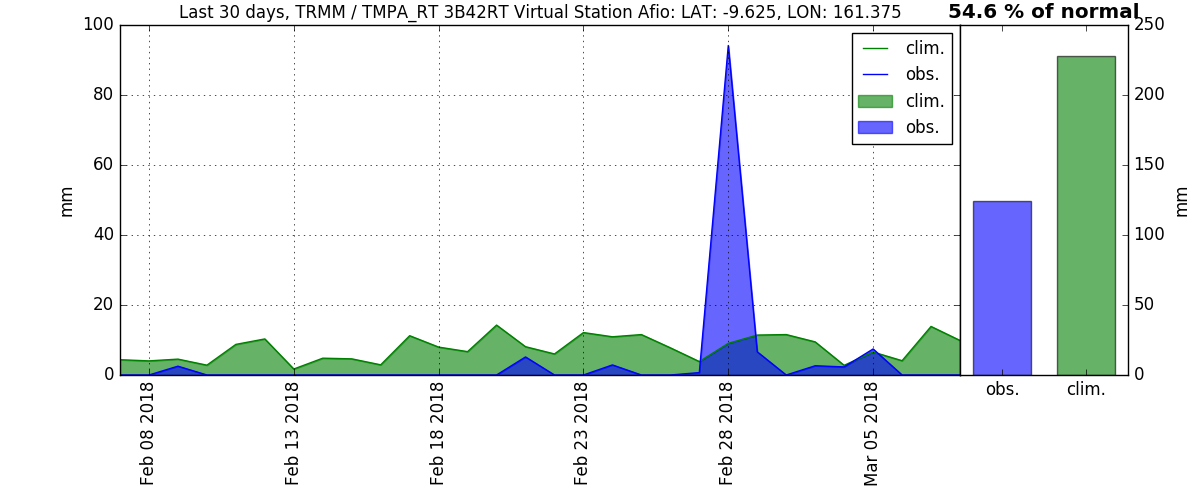 Last 30 days, TRMM / TMPA_RT 3B42RT Virtual Station Afio: LAT: -9.625, LON: 161.375
54.6 % of normal
100
80
60
40
20
0
mm
clim.
obs.
clim.
obs.
Feb 08 2018
Feb 13 2018
Feb 18 2018
Feb 23 2018
Feb 28 2018
Mar 05 2018
250
200
150
100
50
0
mm
obs.
clim.